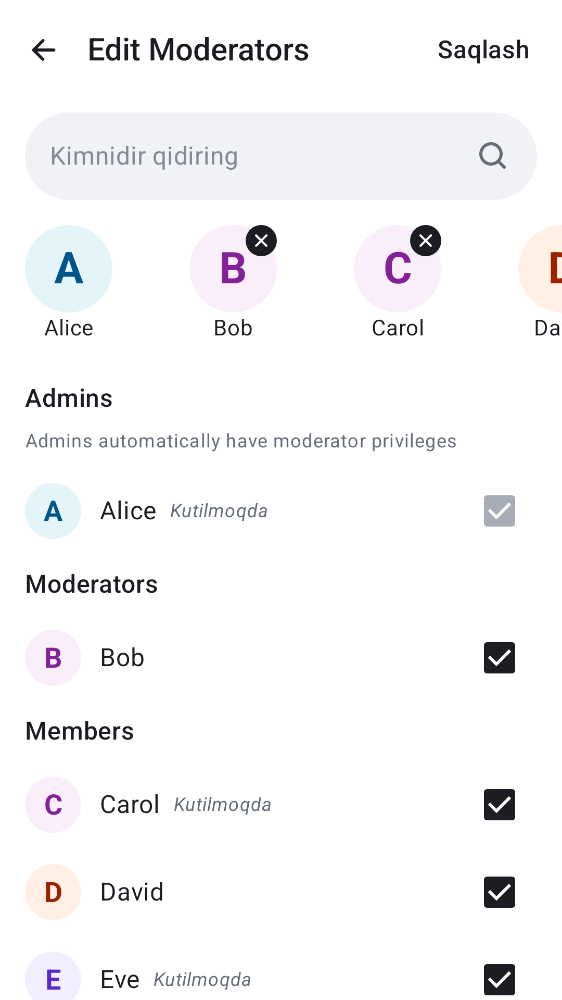 Edit Moderators
Saqlash
Kimnidir qidiring
A
B
C
Alice
Bob
Carol
Da
Admins
Admins automatically have moderator privileges
A
Alice Kutilmoqda
Moderators
B
Bob
Members
C
Carol Kutilmoqda
D
David
E
Eve Kutilmoqda